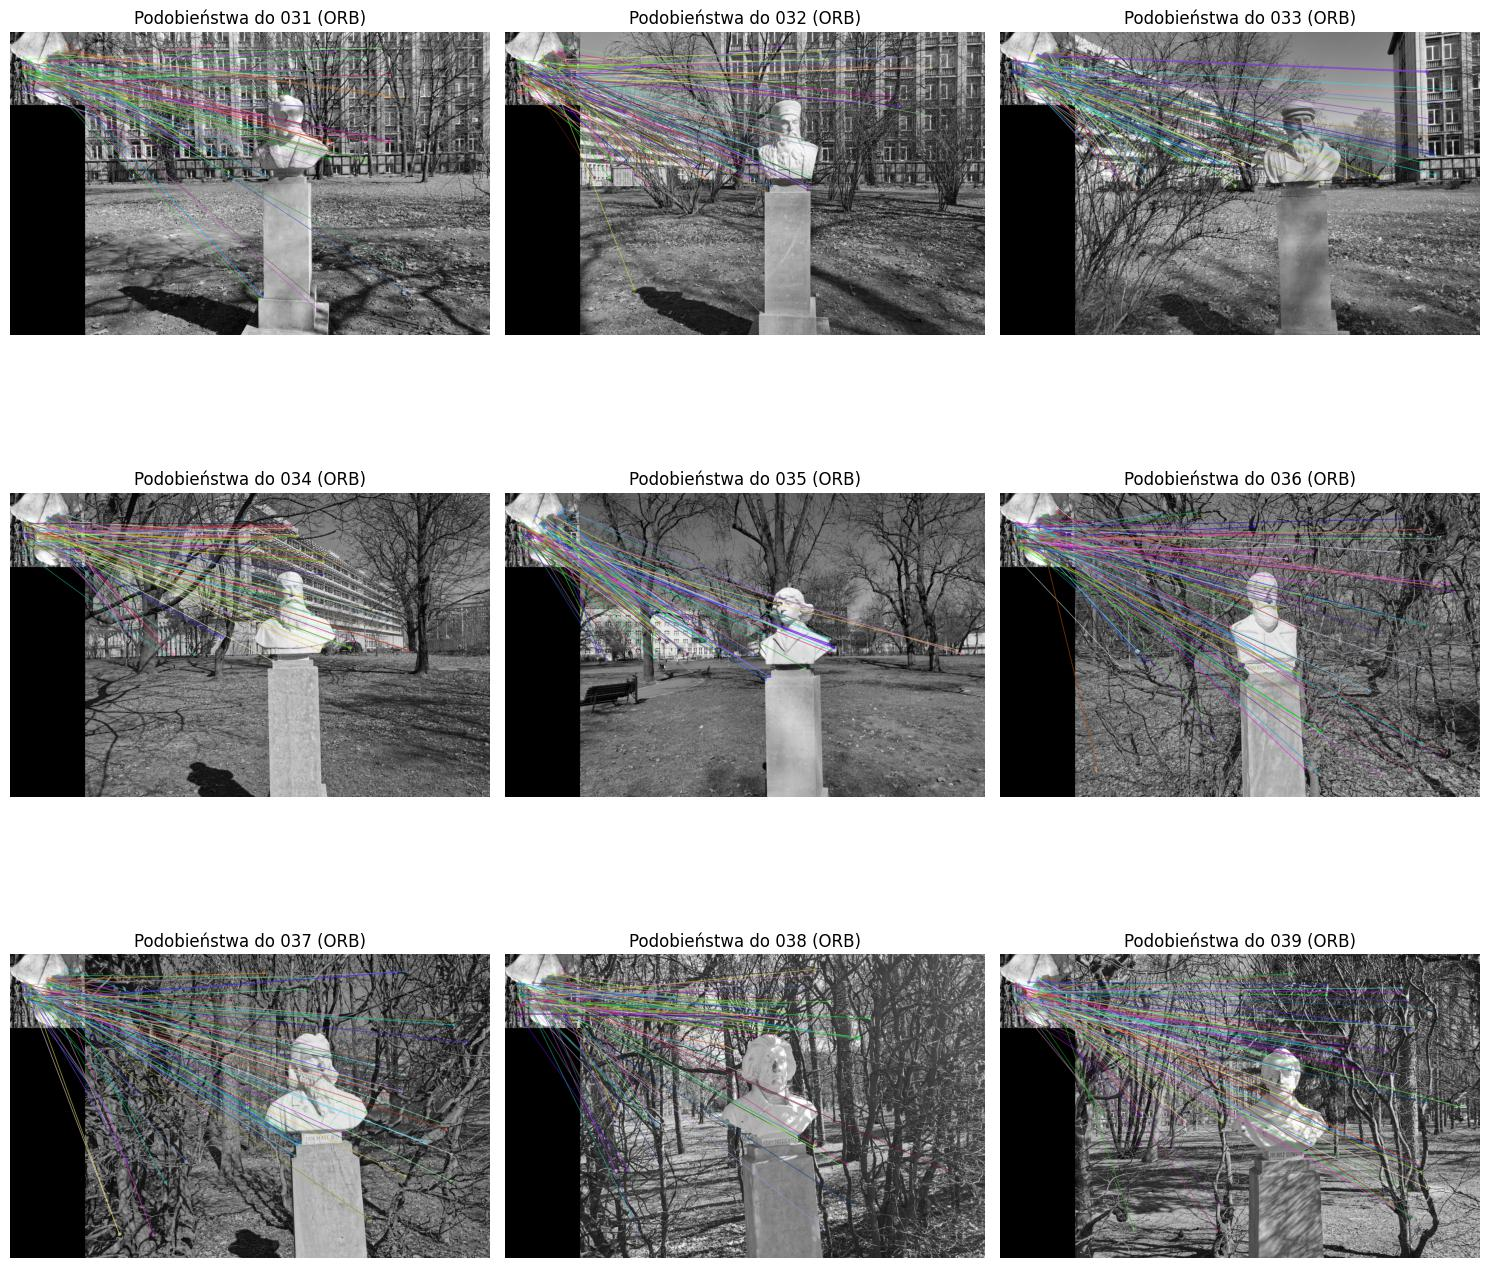 Podobieństwa do 031 (ORB)
Podobieństwa do 032 (ORB)
Podobieństwa do 033 (ORB)
Podobieństwa do 034 (ORB)
Podobieństwa do 035 (ORB)
Podobieństwa do 036 (ORB)
Podobieństwa do 037 (ORB)
Podobieństwa do 038 (ORB)
Podobieństwa do 039 (ORB)